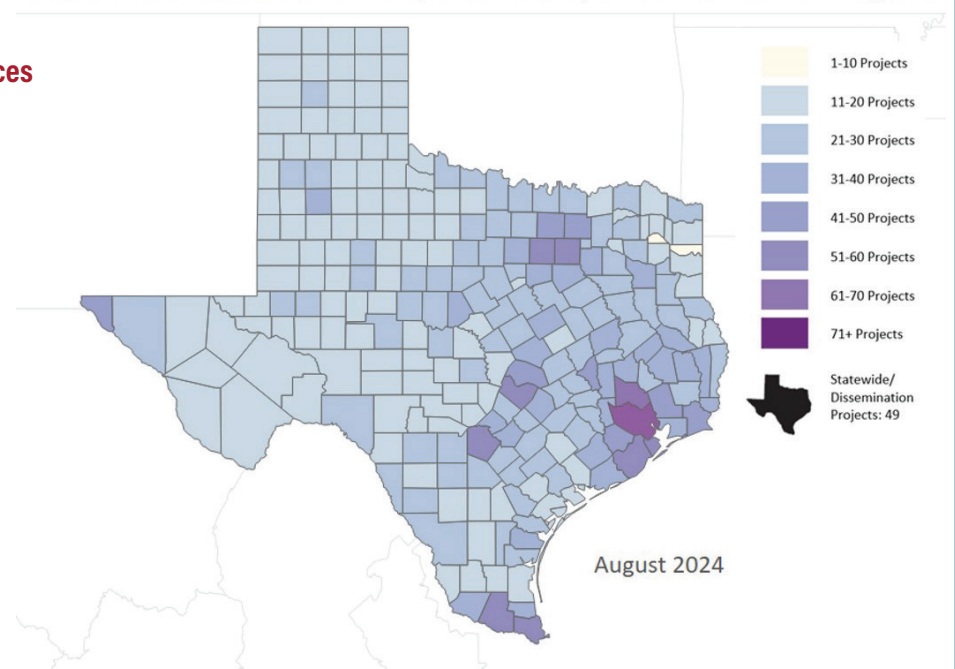 ces
1-10 Projects
11-20 Projects
21-30 Projects
31-40 Projects
41-50 Projects
51-60 Projects
61-70 Projects
71+ Projects
Statewide/
Dissemination
Projects: 49
August 2024